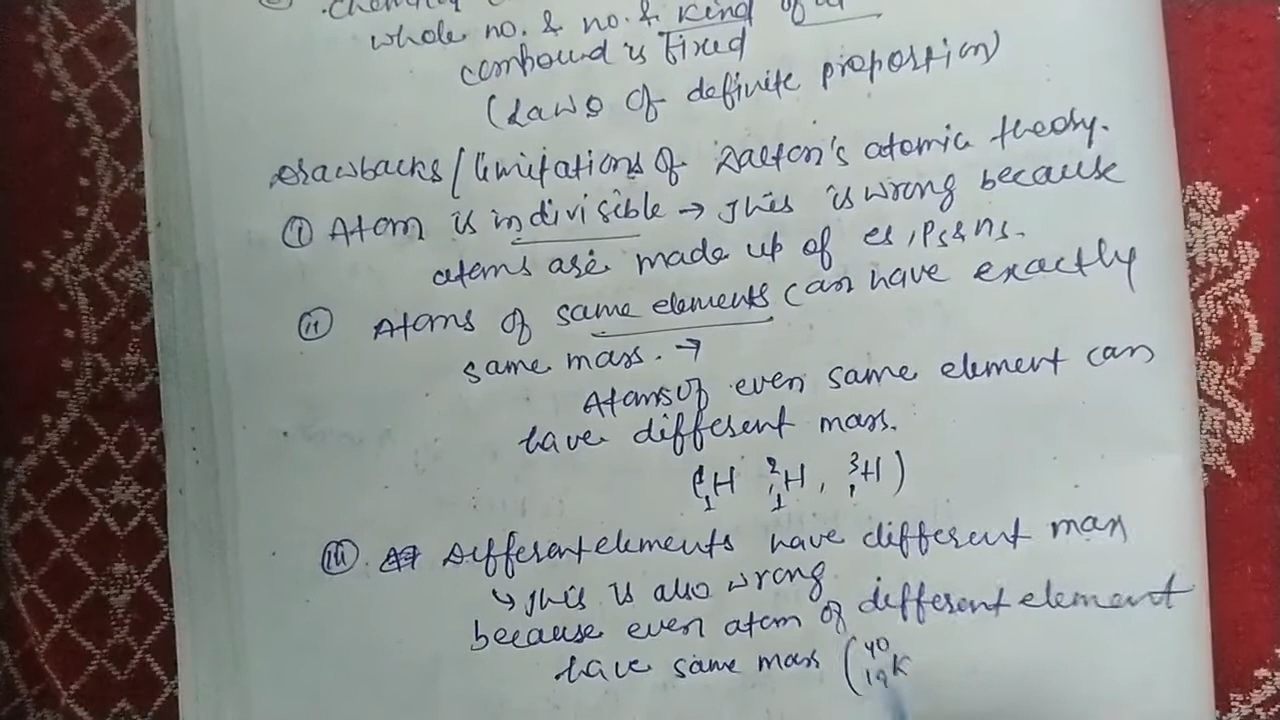 whole no. & no. & kind of
compound is fixed
(Laws of definite proportion)
Drawbacks/limitations of Dalton's atomic theory.
(i) Atom is indivisible → This is wrong because
atoms are made up of es, Ps & ns.
(ii) Atoms of same elements can have exactly
same mass. →
Atoms of even same element can
have different mass.
(¹₁H ²₁H, ³₁H)
(iii) Different elements have different mass
↳ This is also wrong
because even atom of different element
have same mass (⁴⁰₁₉K